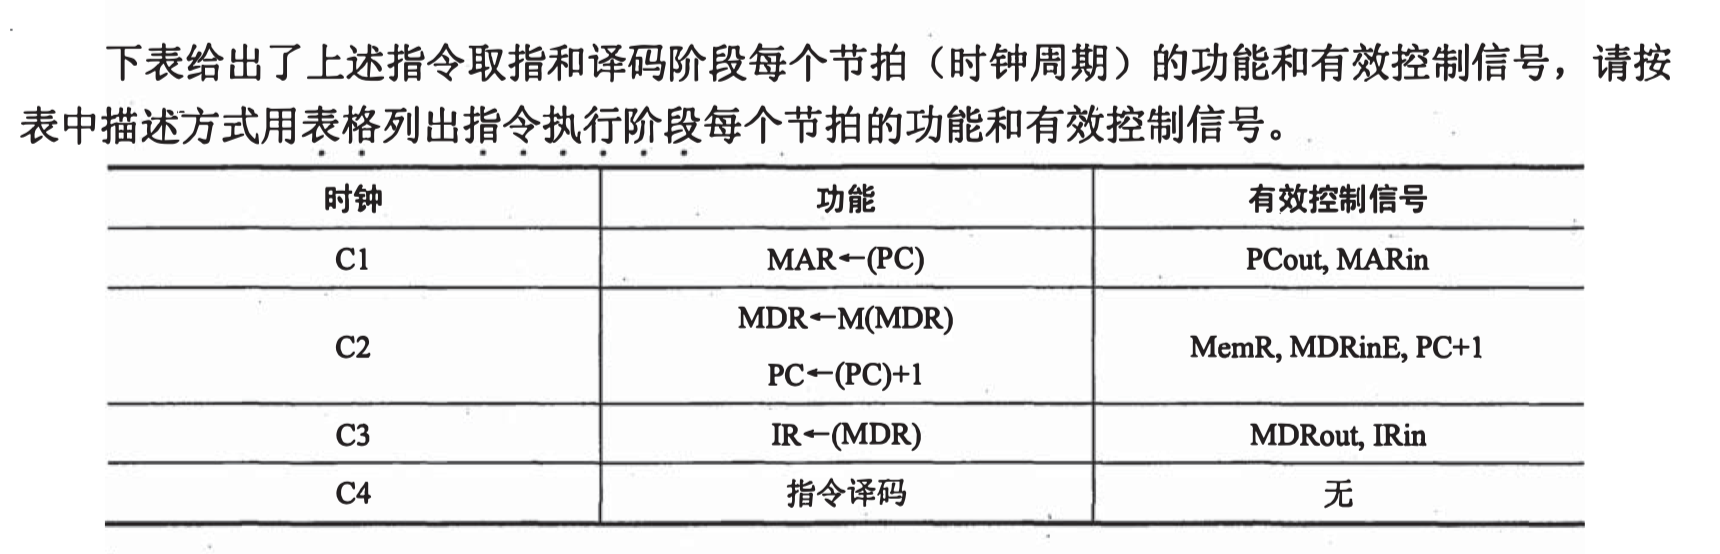 下表给出了上述指令取指和译码阶段每个节拍（时钟周期）的功能和有效控制信号，请按
表中描述方式用表格列出指令执行阶段每个节拍的功能和有效控制信号。
时钟 功能 有效控制信号
C1 MAR←(PC) PCout, MARin
MDR←M(MDR)
C2 MemR, MDRinE, PC+1
PC←(PC)+1
C3 IR←(MDR) MDRout, IRin
C4 指令译码 无